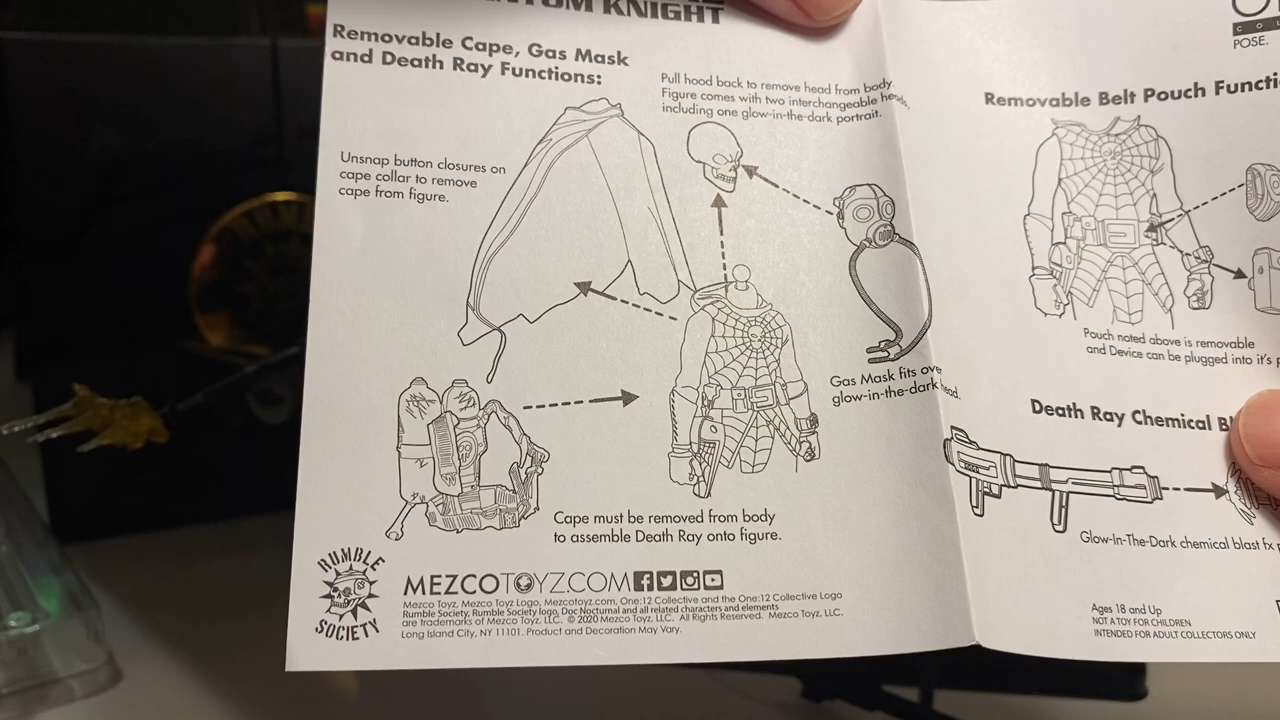 KNIGHT
Removable Cape, Gas Mask
and Death Ray Functions:
Pull hood back to remove head from body.
Figure comes with two interchangeable heads,
including one glow-in-the-dark portrait.
Unsnap button closures on
cape collar to remove
cape from figure.
Gas Mask fits over
glow-in-the-dark head.
Cape must be removed from body
to assemble Death Ray onto figure.
RUMBLE
SOCIETY
MEZCOTOYZ.COM
Mezco Toyz, Mezco Toyz Logo, Mezcotoyz.com, One:12 Collective and the One:12 Collective Logo
Rumble Society, Rumble Society logo, Doc Nocturnal and all related characters and elements
are trademarks of Mezco Toyz, LLC. © 2020 Mezco Toyz, LLC. All Rights Reserved. Mezco Toyz, LLC.
Long Island City, NY 11101. Product and Decoration May Vary.
POSE.
Removable Belt Pouch Functi
Pouch noted above is removable
and Device can be plugged into it's
Death Ray Chemical
Glow-In-The-Dark chemical blast fx
Ages 18 and Up
NOT A TOY FOR CHILDREN
INTENDED FOR ADULT COLLECTORS ONLY
RUMBLE